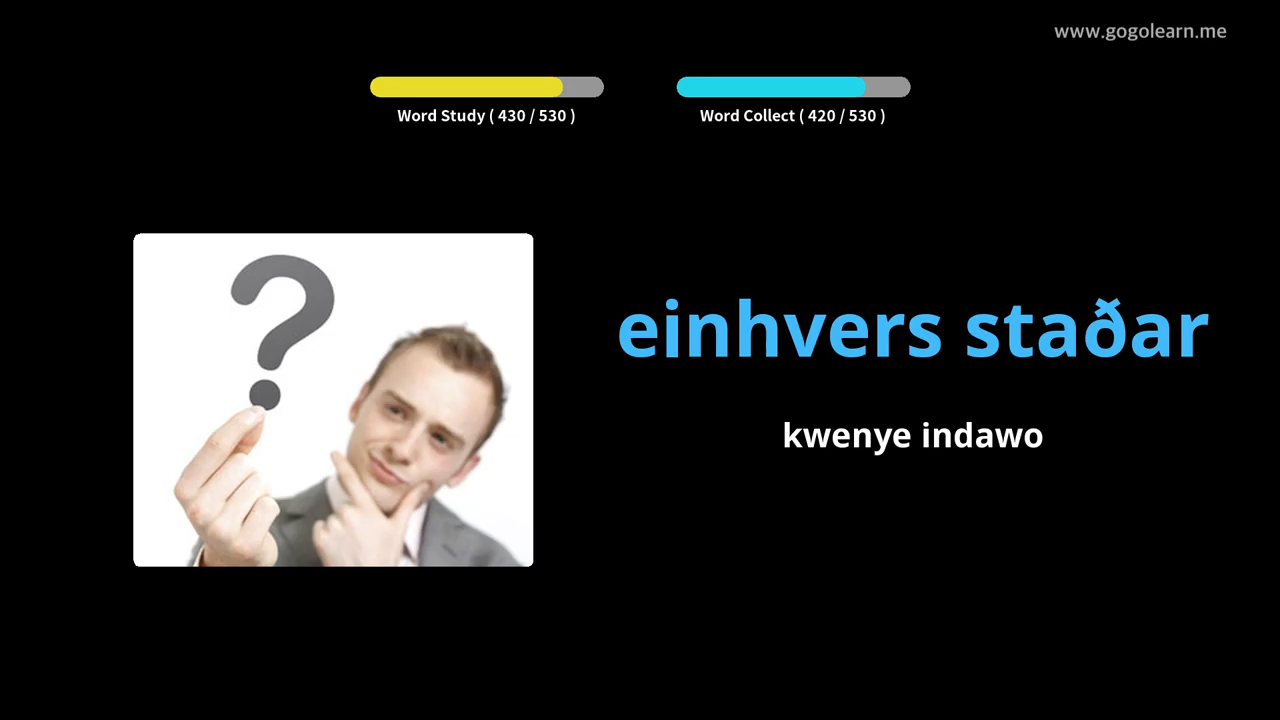 www.gogolearn.me
Word Study ( 430 / 530 )
Word Collect ( 420 / 530 )
einhvers staðar
kwenye indawo